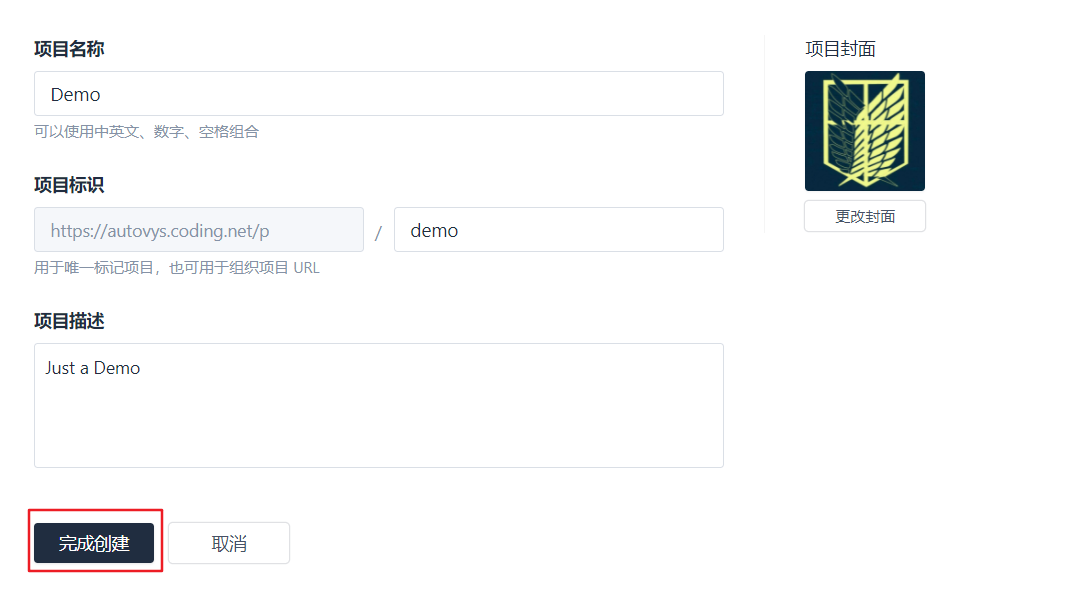 项目名称
Demo
可以使用中英文、数字、空格组合
项目标识
https://autovys.coding.net/p / demo
用于唯一标记项目，也可用于组织项目 URL
项目描述
Just a Demo
完成创建 取消
项目封面
更改封面